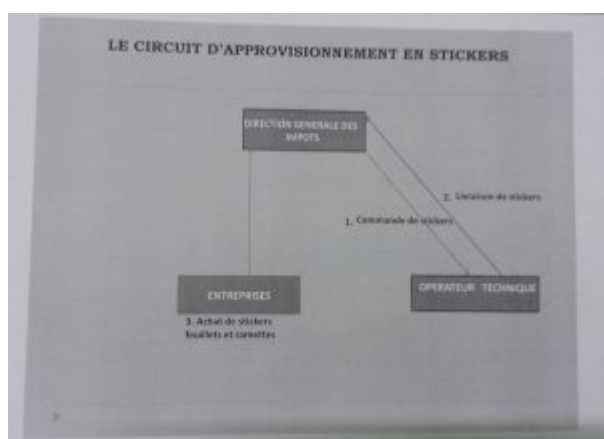 LE CIRCUIT D'APPROVISIONNEMENT EN STICKERS
DIRECTION GENERALE DES
IMPOTS
2. Livraison de stickers
1. Commande de stickers
ENTREPRISES
OPERATEUR TECHNIQUE
3. Achat de stickers
feuillets et